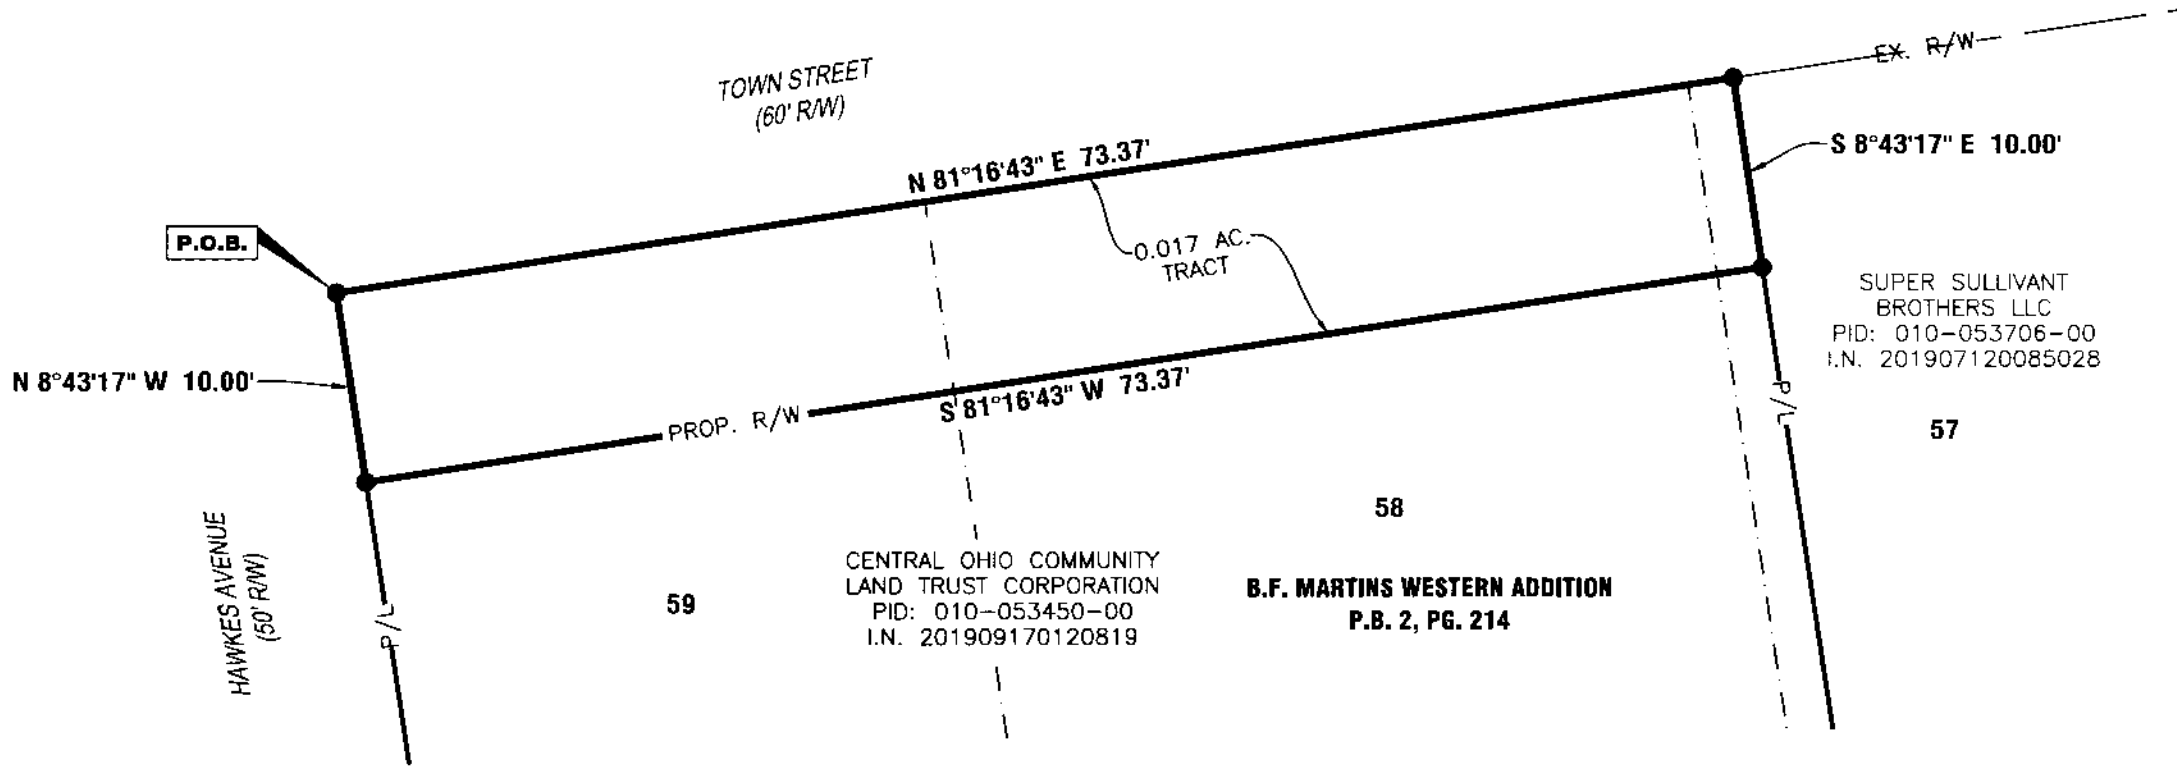 TOWN STREET
(60' R/W)
EX. R/W
N 81°16'43" E 73.37'
S 8°43'17" E 10.00'
P.O.B.
0.017 AC.
TRACT
SUPER SULLIVANT
BROTHERS LLC
PID: 010-053706-00
I.N. 201907120085028
N 8°43'17" W 10.00'
S 81°16'43" W 73.37'
PROP. R/W
P/L
57
58
HAWKES AVENUE
(50' R/W)
P/L
59
CENTRAL OHIO COMMUNITY
LAND TRUST CORPORATION
PID: 010-053450-00
I.N. 201909170120819
B.F. MARTINS WESTERN ADDITION
P.B. 2, PG. 214